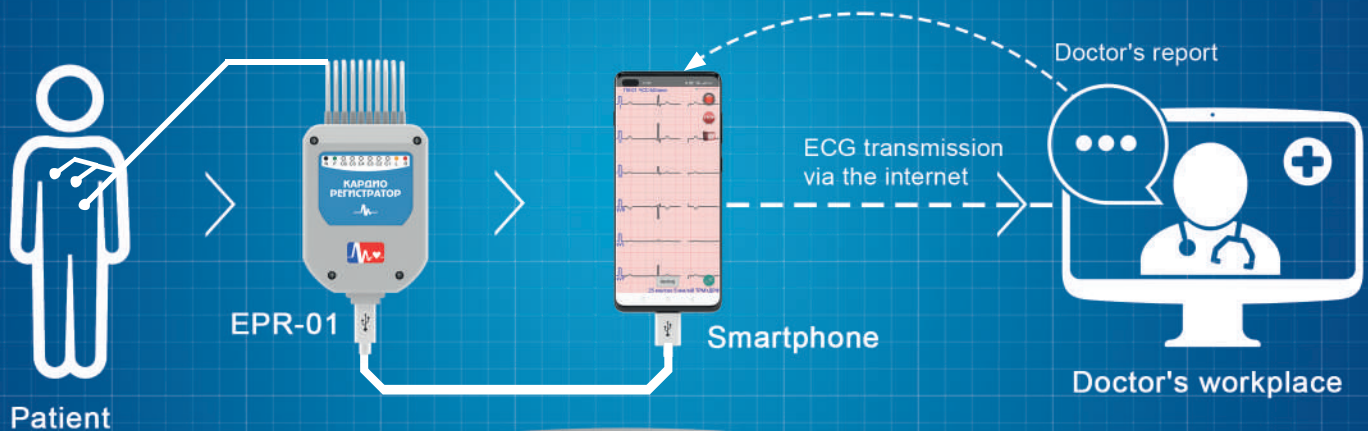 Doctor's report
ECG transmission
via the internet
КАРДИО
РЕГИСТРАТОР
EPR-01
Smartphone
Doctor's workplace
Patient